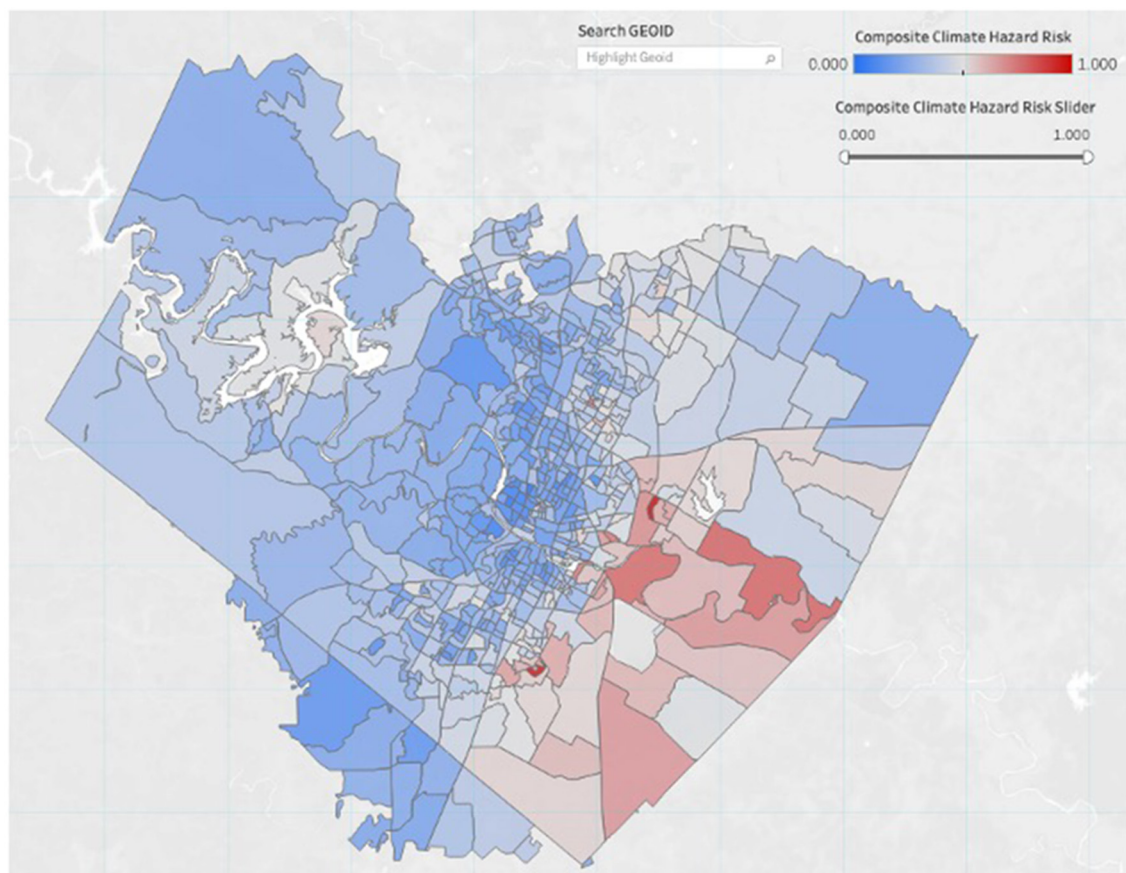 Search GEOID
Highlight Geoid
Composite Climate Hazard Risk
0.000 1.000
Composite Climate Hazard Risk Slider
0.000 1.000